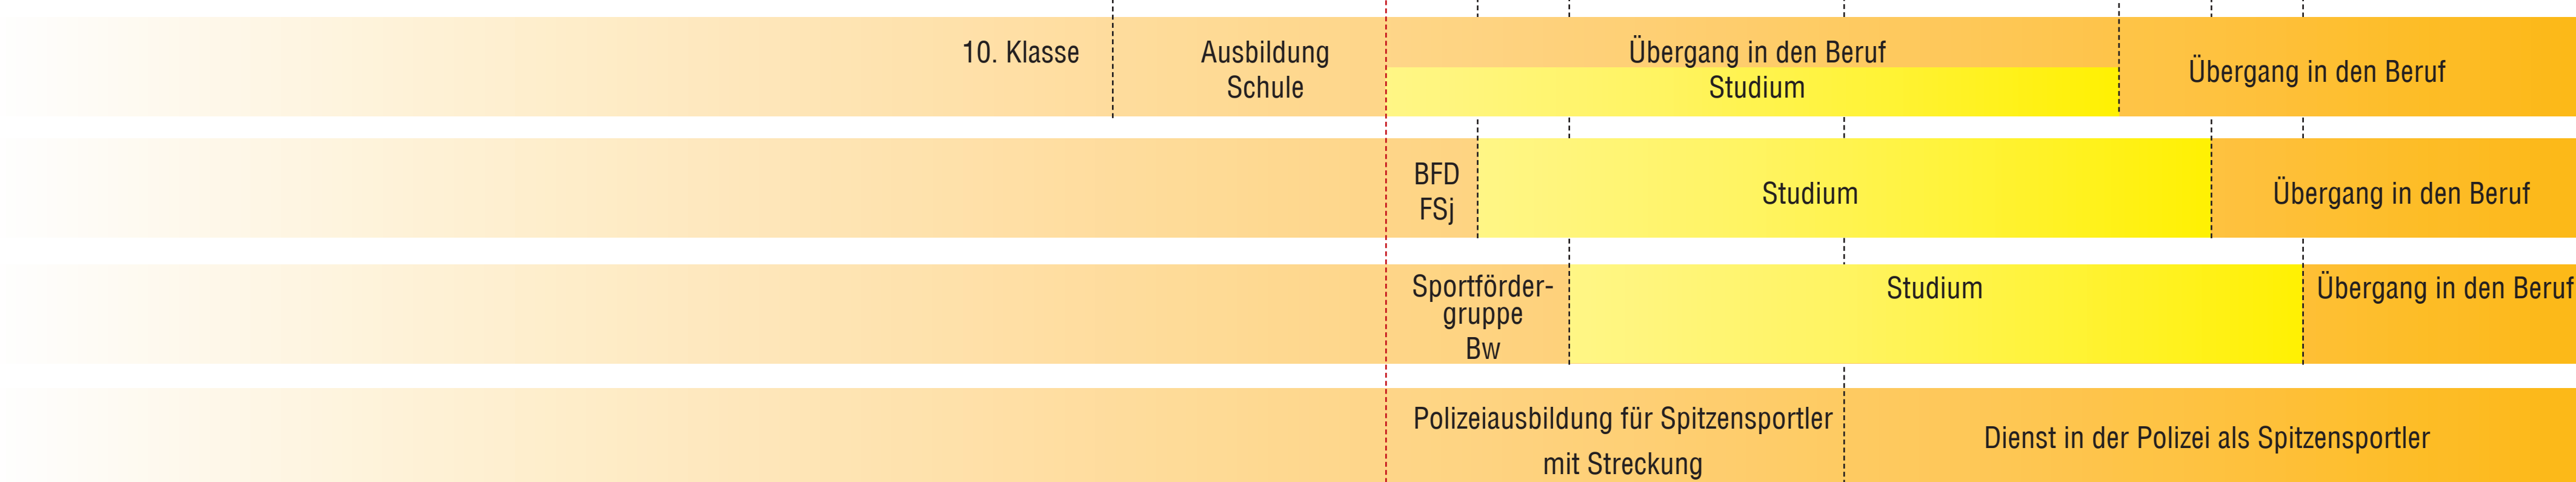 10. Klasse
Ausbildung
Schule
Übergang in den Beruf
Studium
Übergang in den Beruf
BFD
FSj
Studium
Übergang in den Beruf
Sportförder-
gruppe
Bw
Studium
Übergang in den Beruf
Polizeiausbildung für Spitzensportler
mit Streckung
Dienst in der Polizei als Spitzensportler